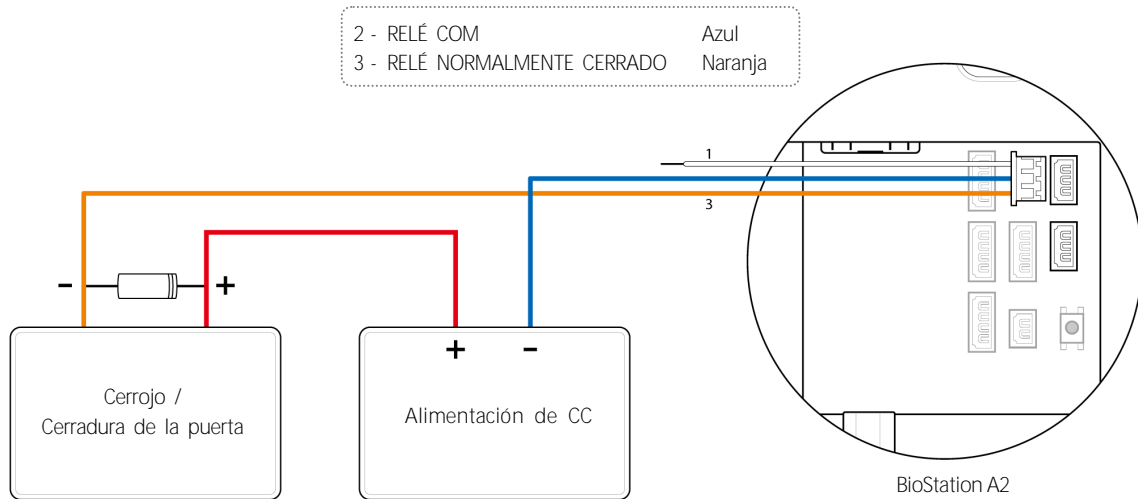 2 - RELÉ COM Azul
3 - RELÉ NORMALMENTE CERRADO Naranja
1
3
- +
+ -
Cerrojo /
Cerradura de la puerta
Alimentación de CC
BioStation A2